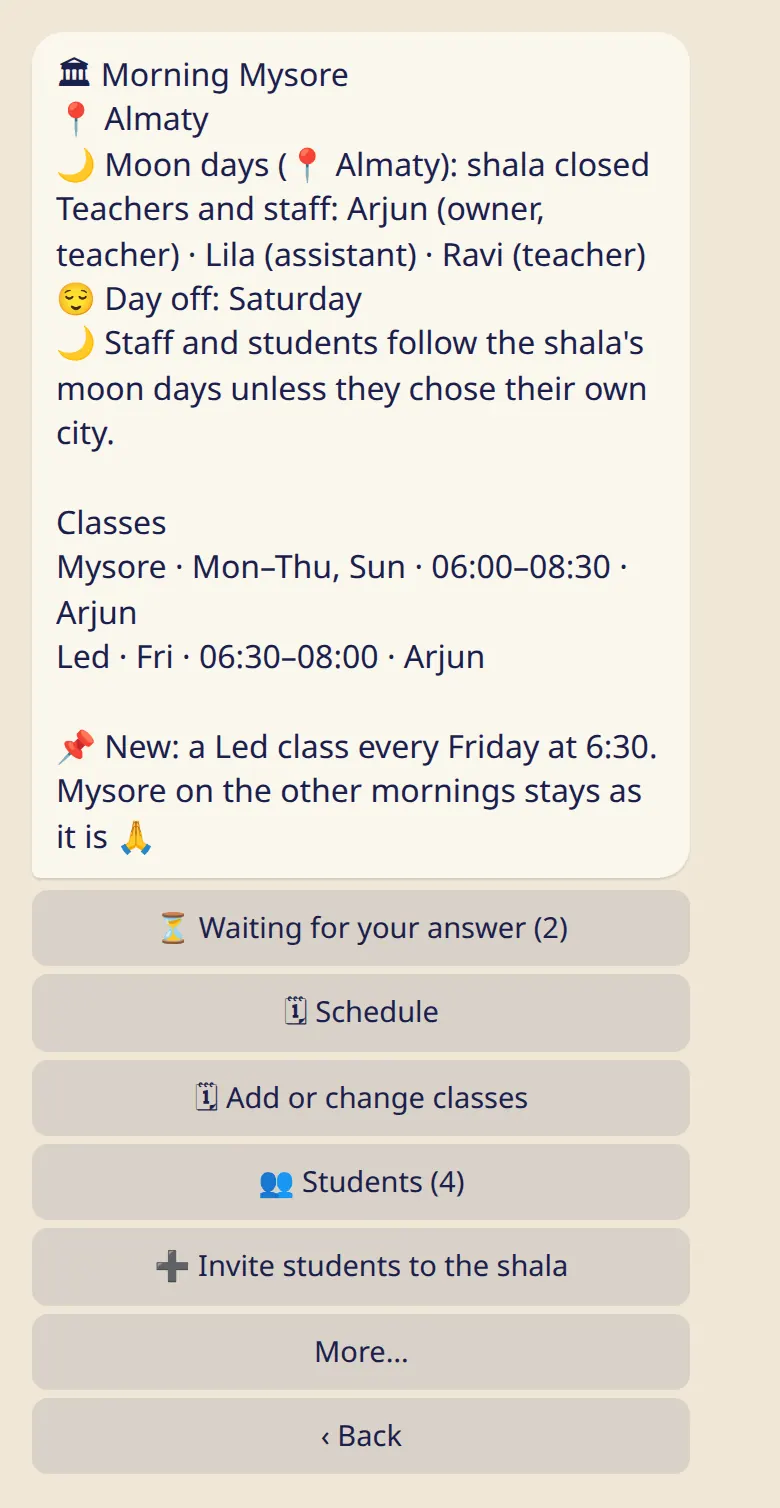 🏛 Morning Mysore
📍 Almaty
🌙 Moon days (📍 Almaty): shala closed
Teachers and staff: Arjun (owner,
teacher) · Lila (assistant) · Ravi (teacher)
😌 Day off: Saturday
🌙 Staff and students follow the shala's
moon days unless they chose their own
city.

Classes
Mysore · Mon–Thu, Sun · 06:00–08:30 ·
Arjun
Led · Fri · 06:30–08:00 · Arjun

📌 New: a Led class every Friday at 6:30.
Mysore on the other mornings stays as
it is 🙏
⏳ Waiting for your answer (2)
🗓 Schedule
🗓 Add or change classes
👥 Students (4)
➕ Invite students to the shala
More…
‹ Back